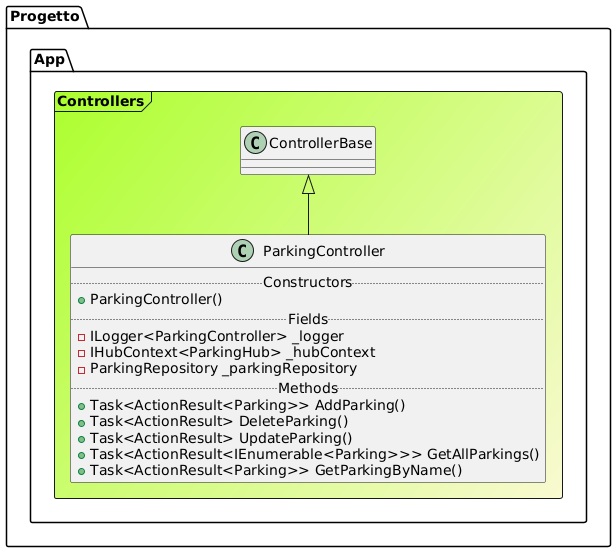 Progetto
App
Controllers
C ControllerBase
C ParkingController
Constructors
ParkingController()
Fields
ILogger<ParkingController> _logger
IHubContext<ParkingHub> _hubContext
ParkingRepository _parkingRepository
Methods
Task<ActionResult<Parking>> AddParking()
Task<ActionResult> DeleteParking()
Task<ActionResult> UpdateParking()
Task<ActionResult<IEnumerable<Parking>>> GetAllParkings()
Task<ActionResult<Parking>> GetParkingByName()